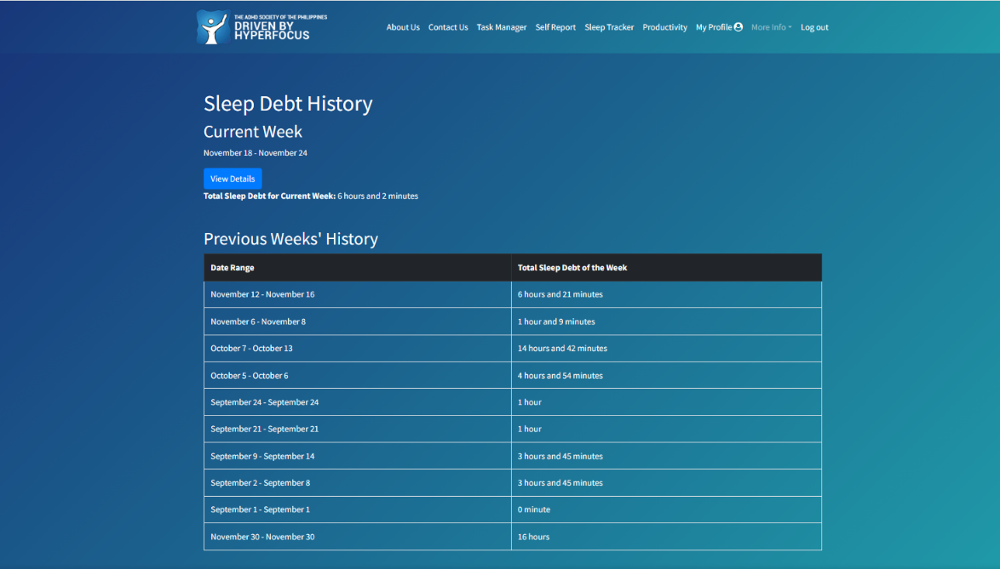 THE ADHD SOCIETY OF THE PHILIPPINES
DRIVEN BY
HYPERFOCUS
About Us Contact Us Task Manager Self Report Sleep Tracker Productivity My Profile More Info Log out
Sleep Debt History
Current Week
November 18 - November 24
View Details
Total Sleep Debt for Current Week: 6 hours and 2 minutes
Previous Weeks' History
Date Range Total Sleep Debt of the Week
November 12 - November 16 6 hours and 21 minutes
November 6 - November 8 1 hour and 9 minutes
October 7 - October 13 14 hours and 42 minutes
October 5 - October 6 4 hours and 54 minutes
September 24 - September 24 1 hour
September 21 - September 21 1 hour
September 9 - September 14 3 hours and 45 minutes
September 2 - September 8 3 hours and 45 minutes
September 1 - September 1 0 minute
November 30 - November 30 16 hours